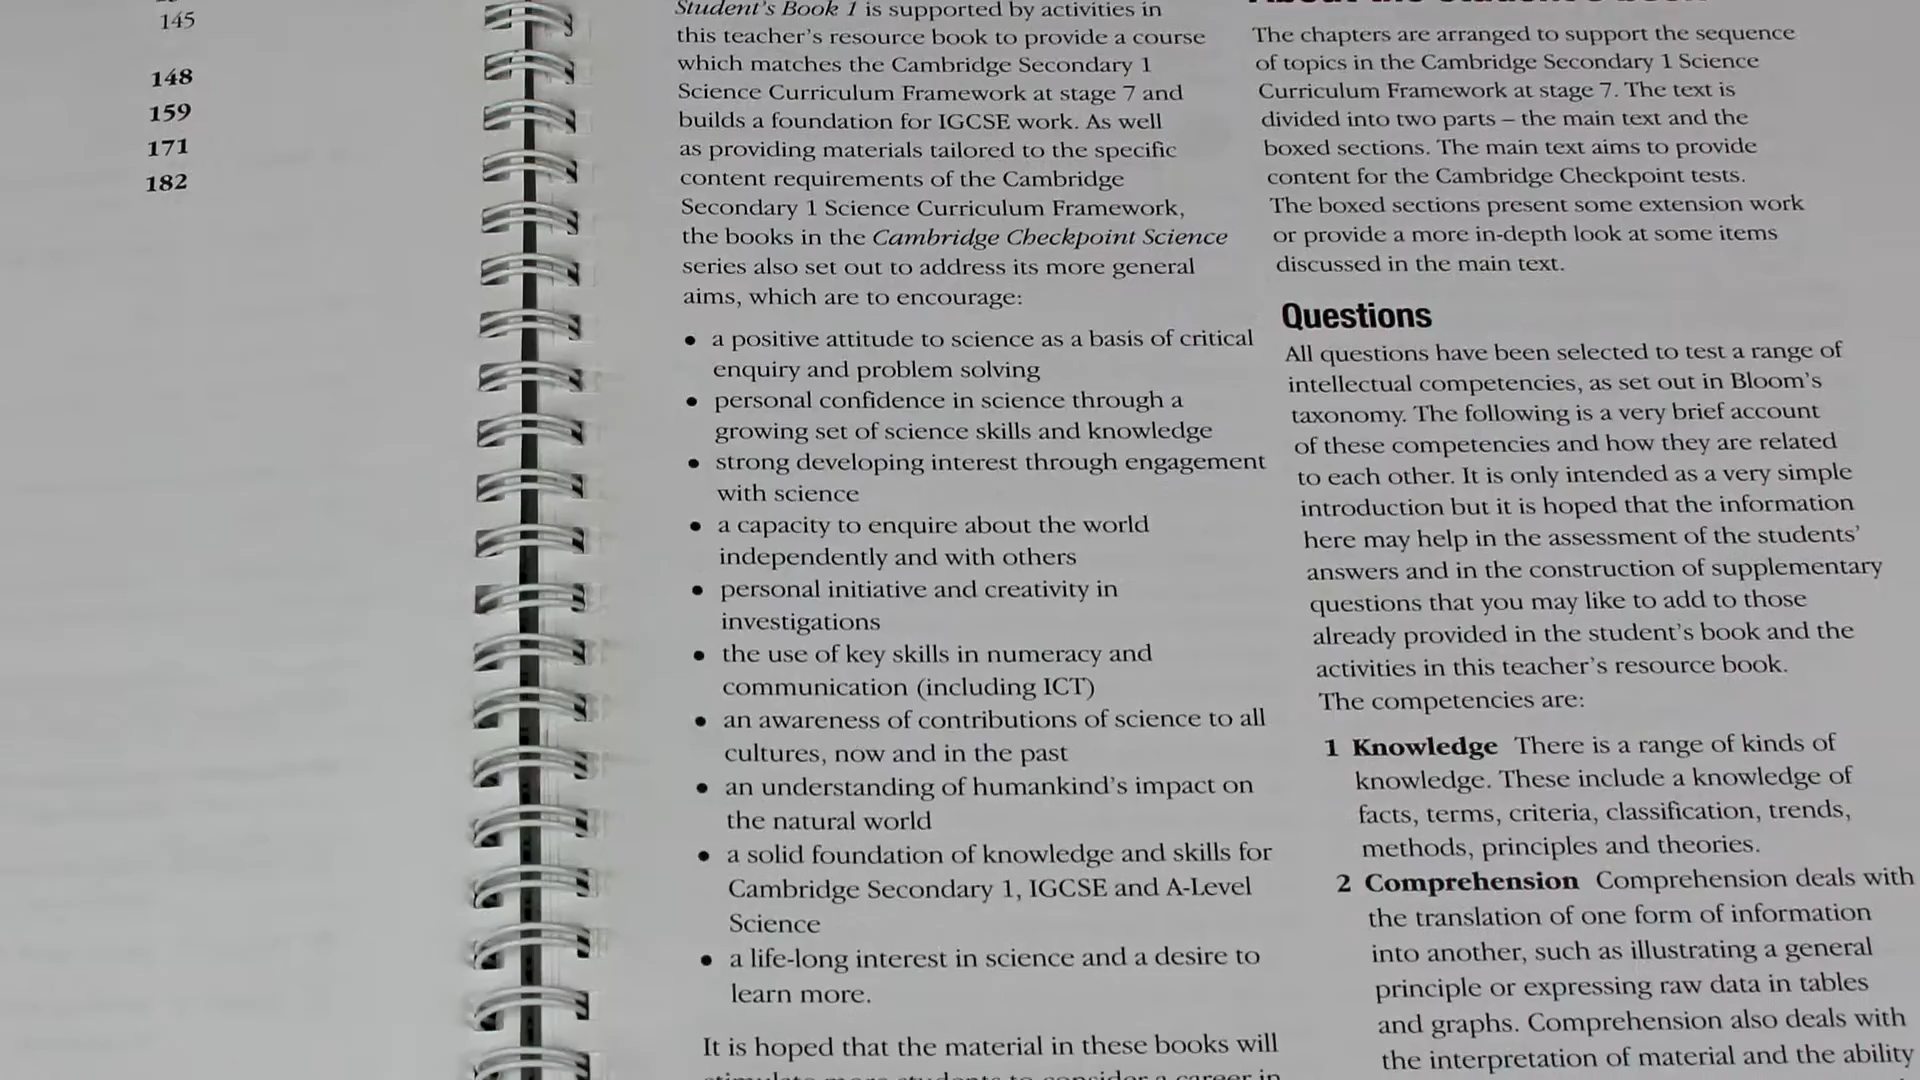 145
148
159
171
182
Student's Book 1 is supported by activities in
this teacher's resource book to provide a course
which matches the Cambridge Secondary 1
Science Curriculum Framework at stage 7 and
builds a foundation for IGCSE work. As well
as providing materials tailored to the specific
content requirements of the Cambridge
Secondary 1 Science Curriculum Framework,
the books in the Cambridge Checkpoint Science
series also set out to address its more general
aims, which are to encourage:
• a positive attitude to science as a basis of critical
enquiry and problem solving
• personal confidence in science through a
growing set of science skills and knowledge
• strong developing interest through engagement
with science
• a capacity to enquire about the world
independently and with others
• personal initiative and creativity in
investigations
• the use of key skills in numeracy and
communication (including ICT)
• an awareness of contributions of science to all
cultures, now and in the past
• an understanding of humankind's impact on
the natural world
• a solid foundation of knowledge and skills for
Cambridge Secondary 1, IGCSE and A-Level
Science
• a life-long interest in science and a desire to
learn more.
It is hoped that the material in these books will
The chapters are arranged to support the sequence
of topics in the Cambridge Secondary 1 Science
Curriculum Framework at stage 7. The text is
divided into two parts – the main text and the
boxed sections. The main text aims to provide
content for the Cambridge Checkpoint tests.
The boxed sections present some extension work
or provide a more in-depth look at some items
discussed in the main text.
Questions
All questions have been selected to test a range of
intellectual competencies, as set out in Bloom's
taxonomy. The following is a very brief account
of these competencies and how they are related
to each other. It is only intended as a very simple
introduction but it is hoped that the information
here may help in the assessment of the students'
answers and in the construction of supplementary
questions that you may like to add to those
already provided in the student's book and the
activities in this teacher's resource book.
The competencies are:
1 Knowledge There is a range of kinds of
knowledge. These include a knowledge of
facts, terms, criteria, classification, trends,
methods, principles and theories.
2 Comprehension Comprehension deals with
the translation of one form of information
into another, such as illustrating a general
principle or expressing raw data in tables
and graphs. Comprehension also deals with
the interpretation of material and the ability